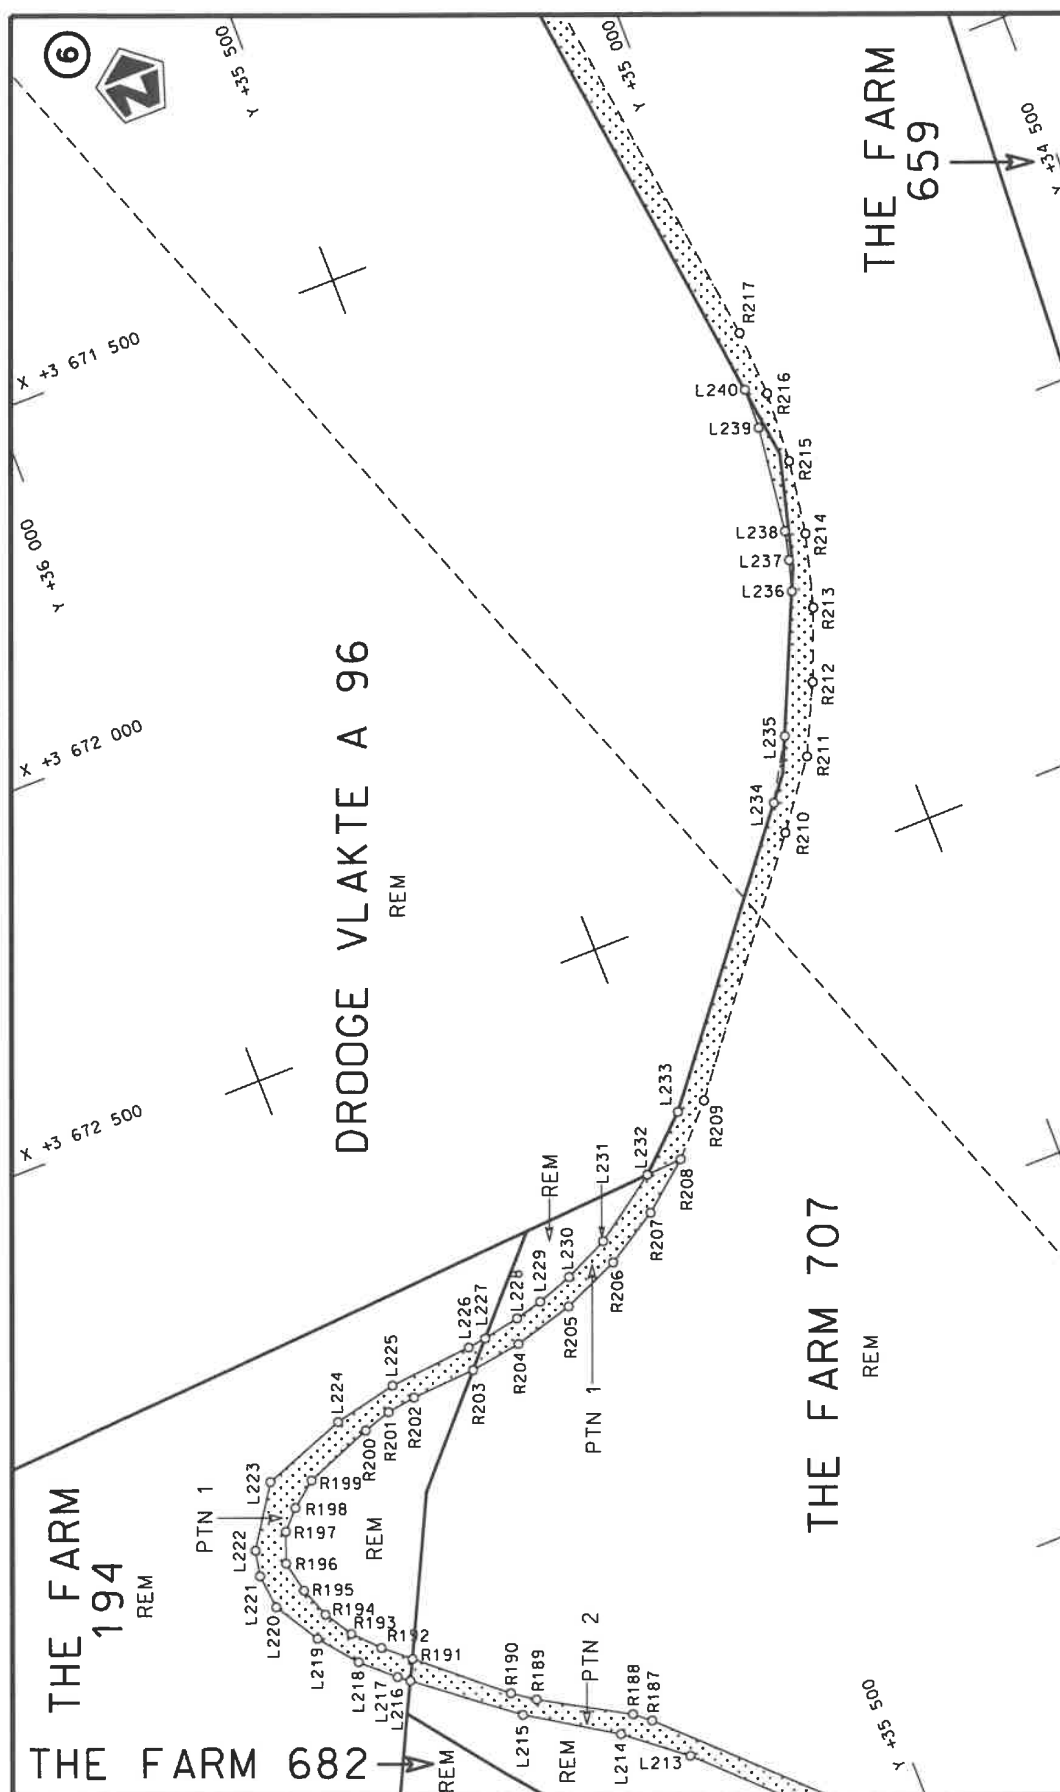 6
N
Y +35 500
Y +35 000
Y +34 500
THE FARM
659
X +3 671 500
Y +36 000
X +3 672 000
X +3 672 500
DROOGE VLAKTE A 96
REM
R217
L240
R216
L239
R215
L238
R214
L237
L236
R213
R212
L235
R211
L234
R210
L233
R209
L232
R208
REM
L231
R207
L230
R206
L229
R205
L228
PTN 1
R204
L227
L226
R203
L225
R202
R201
L224
R200
THE FARM 707
REM
L223
R199
R198
PTN 1
R197
L222
R196
REM
L221
R195
L220
R194
L219
R193
L218
R192
L217
R191
L216
THE FARM
194
REM
R190
R189
PTN 2
R188
R187
L215
L214
L213
REM
REM
THE FARM 682
Y +35 500